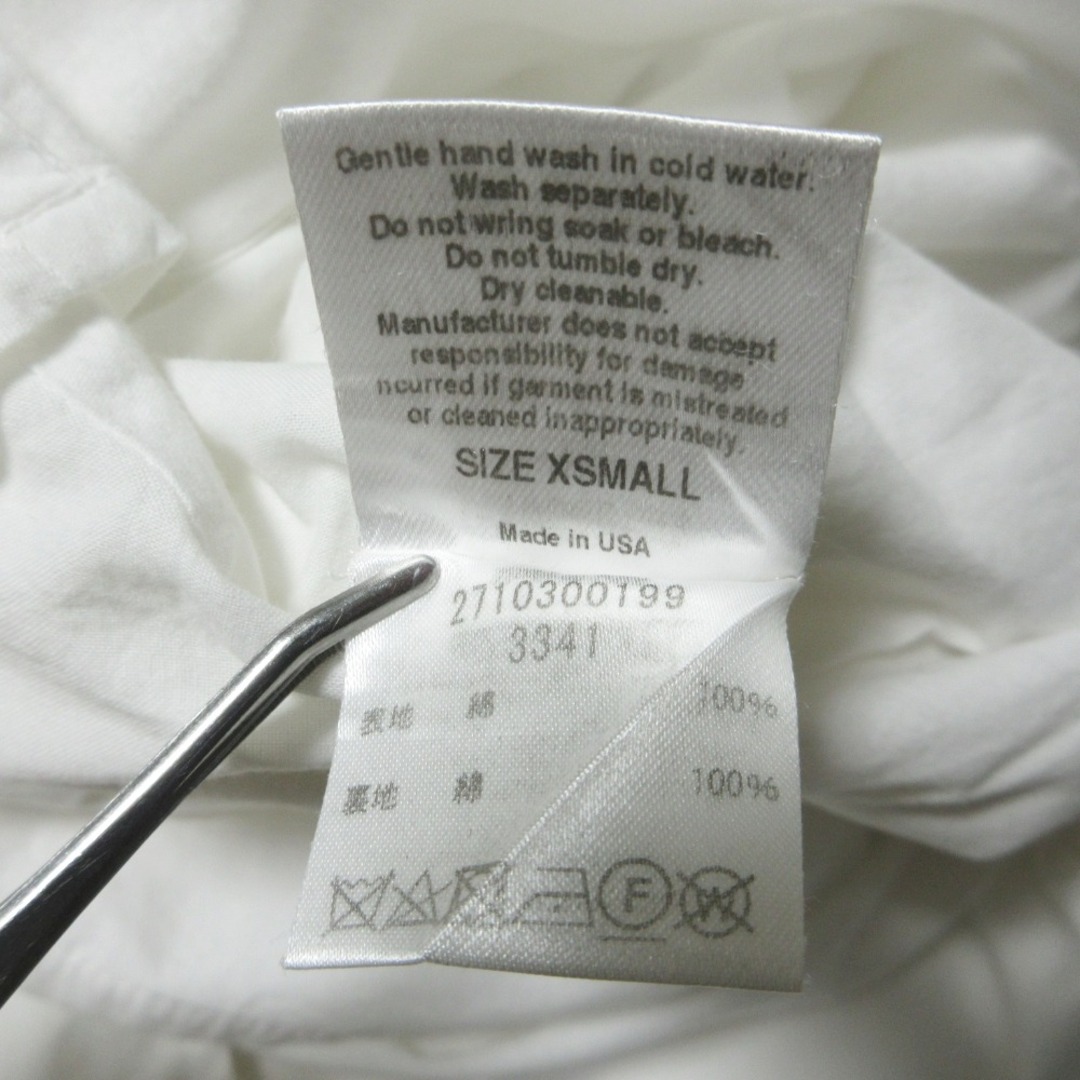 Gentle hand wash in cold water.
Wash separately.
Do not wring soak or bleach.
Do not tumble dry.
Dry cleanable.
Manufacturer does not accept
responsibility for damage
ncurred if garment is mistreated
or cleaned inappropriately.
SIZE XSMALL
Made in USA
2710300199
3341
表地 綿 100%
裏地 綿 100%
F W